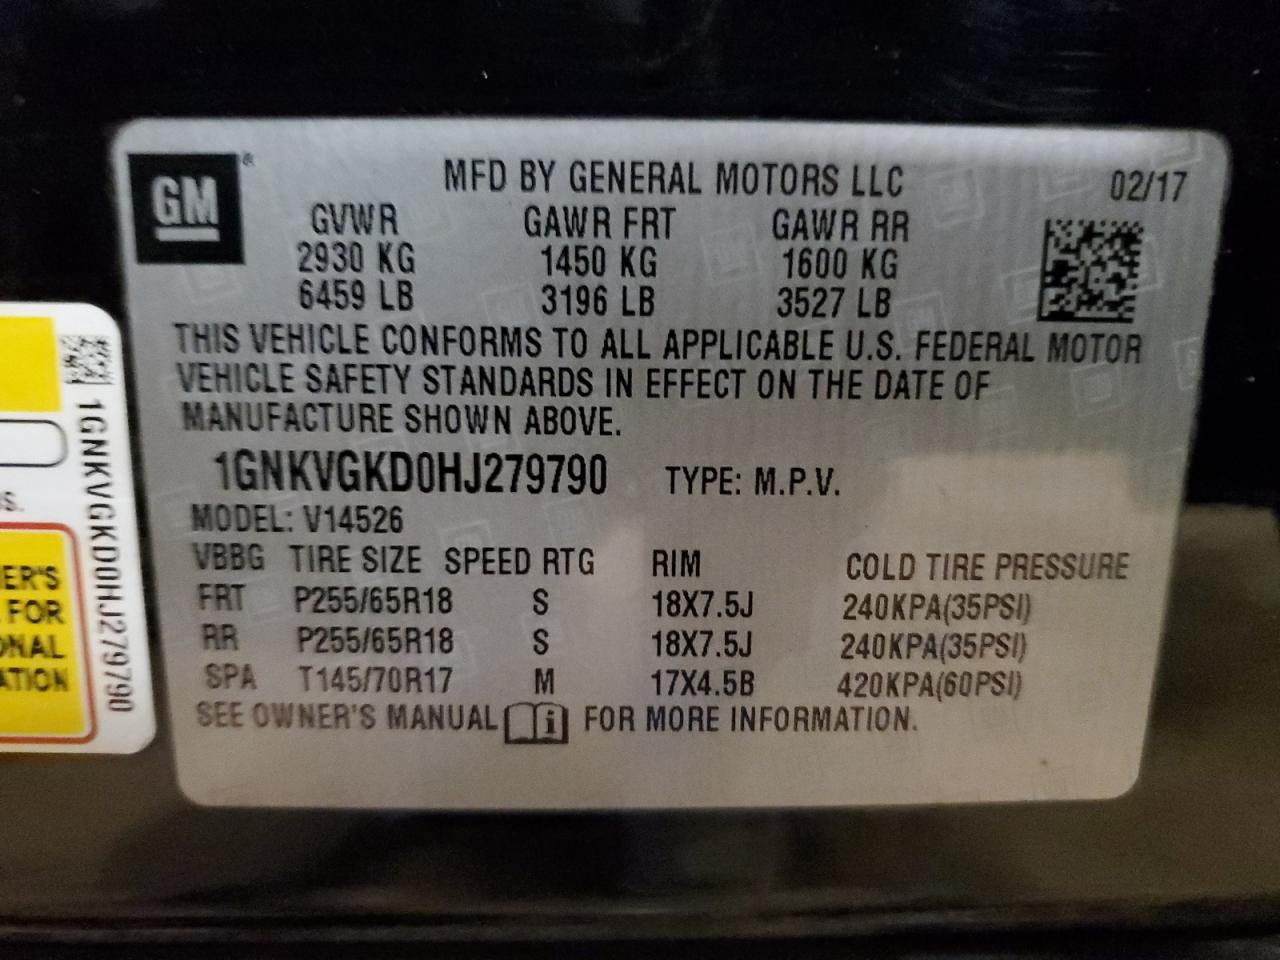 GM®
MFD BY GENERAL MOTORS LLC 02/17
GVWR GAWR FRT GAWR RR
2930 KG 1450 KG 1600 KG
6459 LB 3196 LB 3527 LB
THIS VEHICLE CONFORMS TO ALL APPLICABLE U.S. FEDERAL MOTOR
VEHICLE SAFETY STANDARDS IN EFFECT ON THE DATE OF
MANUFACTURE SHOWN ABOVE.
1GNKVGKD0HJ279790 TYPE: M.P.V.
MODEL: V14526
VBBG TIRE SIZE SPEED RTG RIM COLD TIRE PRESSURE
FRT P255/65R18 S 18X7.5J 240KPA(35PSI)
RR P255/65R18 S 18X7.5J 240KPA(35PSI)
SPA T145/70R17 M 17X4.5B 420KPA(60PSI)
SEE OWNER'S MANUAL i FOR MORE INFORMATION.
1GNKVGKD0HJ279790
S.
ER'S
FOR
ONAL
ATION